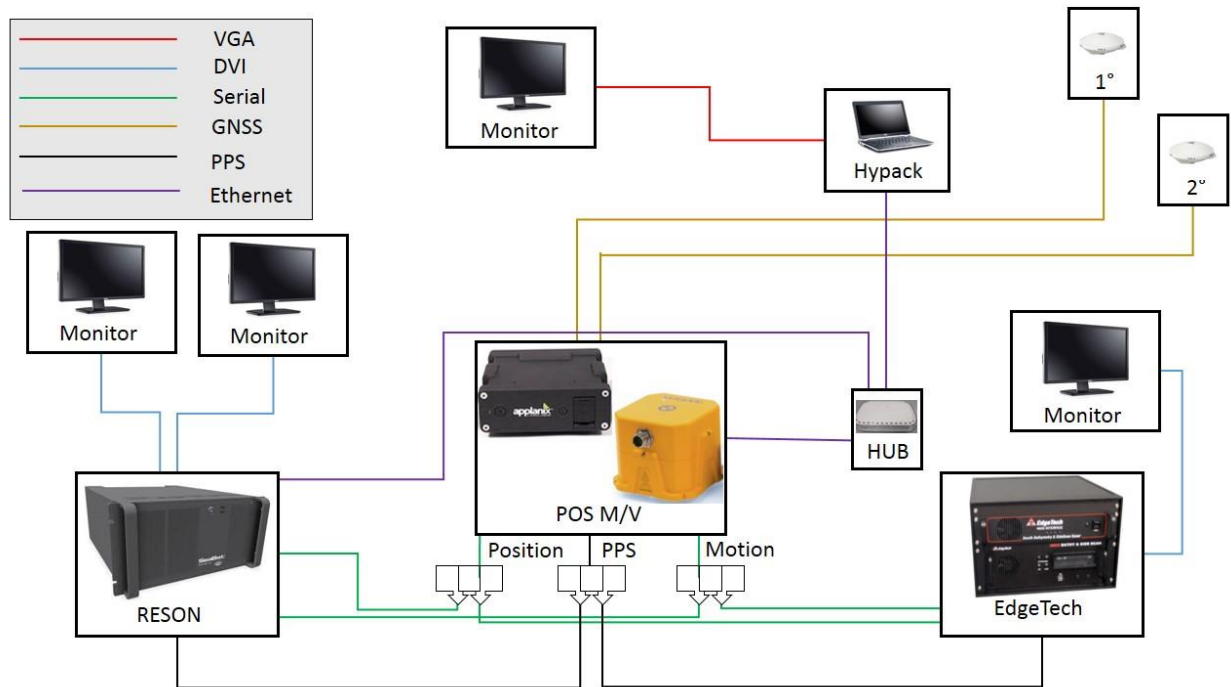 VGA
DVI
Serial
GNSS
PPS
Ethernet
Monitor
Hypack
1°
2°
Monitor
Monitor
Monitor
HUB
applanix
POS M/V
Position
PPS
Motion
RESON
EdgeTech
EdgeTech